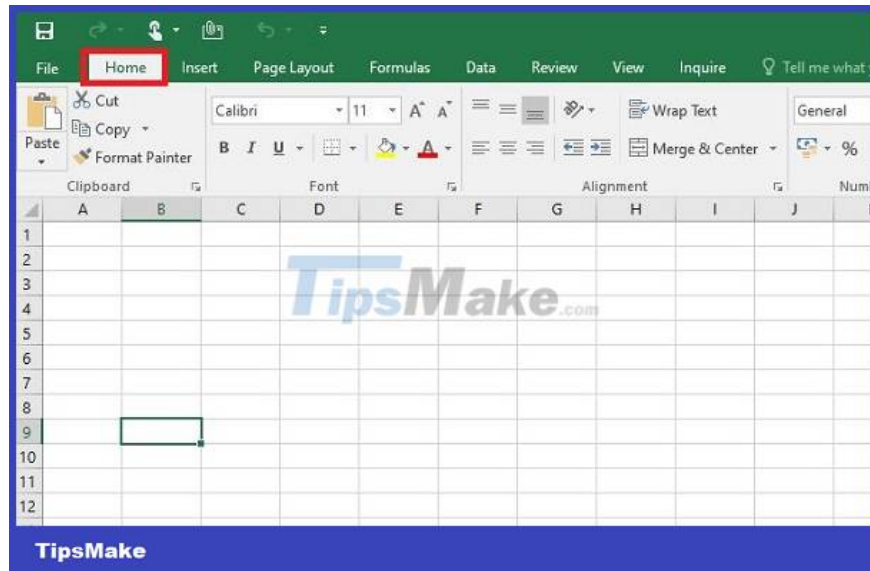 File Home Insert Page Layout Formulas Data Review View Inquire Tell me what
Cut
Copy
Paste
Format Painter
Calibri 11 A A
B I U A
Wrap Text
Merge & Center
General
%
Clipboard Font Alignment Num
A B C D E F G H I J
1
2
3
4
5
6
7
8
9
10
11
12
TipsMake.com
TipsMake